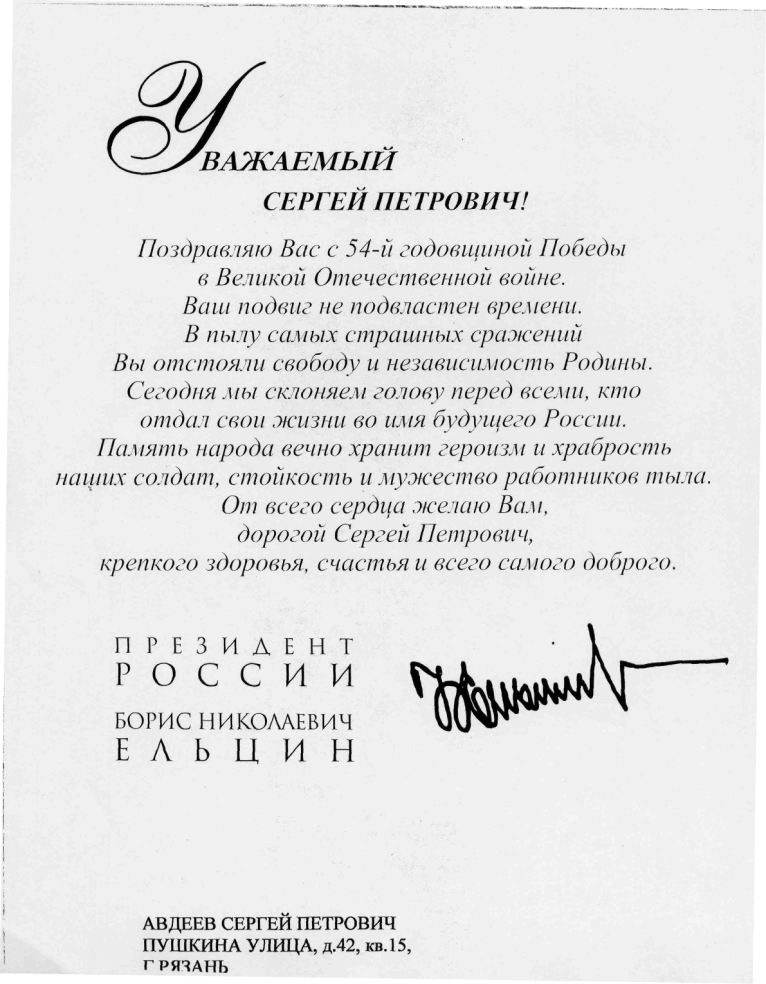 УВАЖАЕМЫЙ
СЕРГЕЙ ПЕТРОВИЧ!
Поздравляю Вас с 54-й годовщиной Победы
в Великой Отечественной войне.
Ваш подвиг не подвластен времени.
В пылу самых страшных сражений
Вы отстояли свободу и независимость Родины.
Сегодня мы склоняем голову перед всеми, кто
отдал свои жизни во имя будущего России.
Память народа вечно хранит героизм и храбрость
наших солдат, стойкость и мужество работников тыла.
От всего сердца желаю Вам,
дорогой Сергей Петрович,
крепкого здоровья, счастья и всего самого доброго.
ПРЕЗИДЕНТ
РОССИИ
БОРИС НИКОЛАЕВИЧ
ЕЛЬЦИН
АВДЕЕВ СЕРГЕЙ ПЕТРОВИЧ
ПУШКИНА УЛИЦА, д.42, кв.15,
Г РЯЗАНЬ